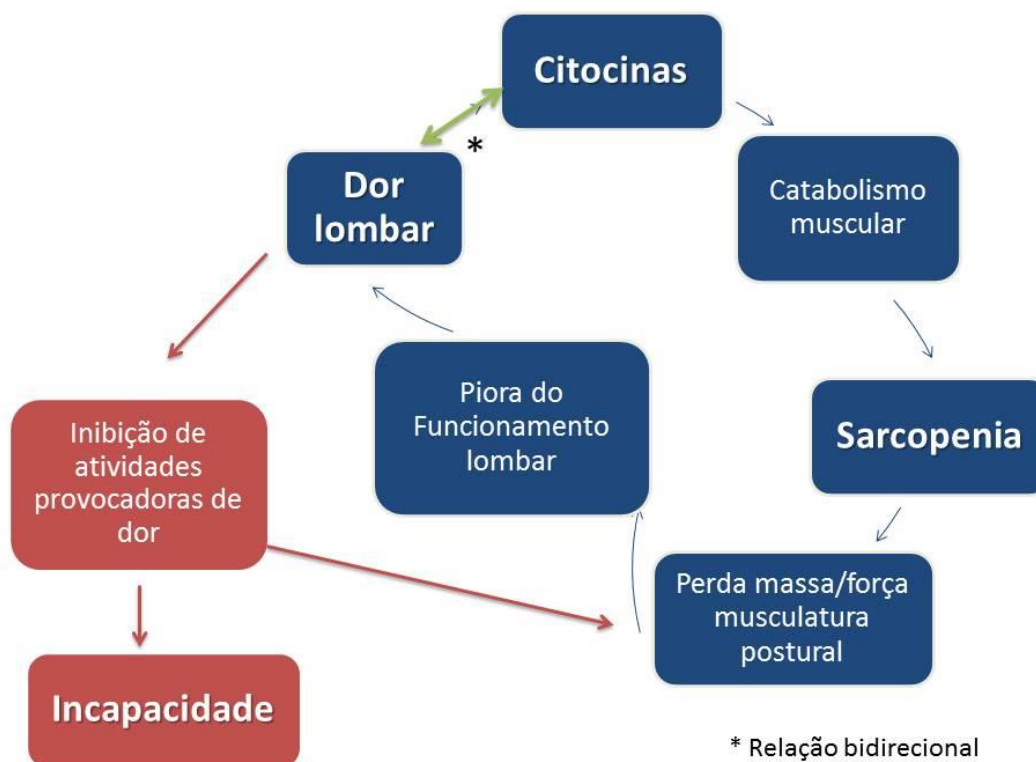 Citocinas
*
Dor
lombar
Catabolismo
muscular
Piora do
Funcionamento
lombar
Sarcopenia
Inibição de
atividades
provocadoras de
dor
Perda massa/força
musculatura
postural
Incapacidade
* Relação bidirecional